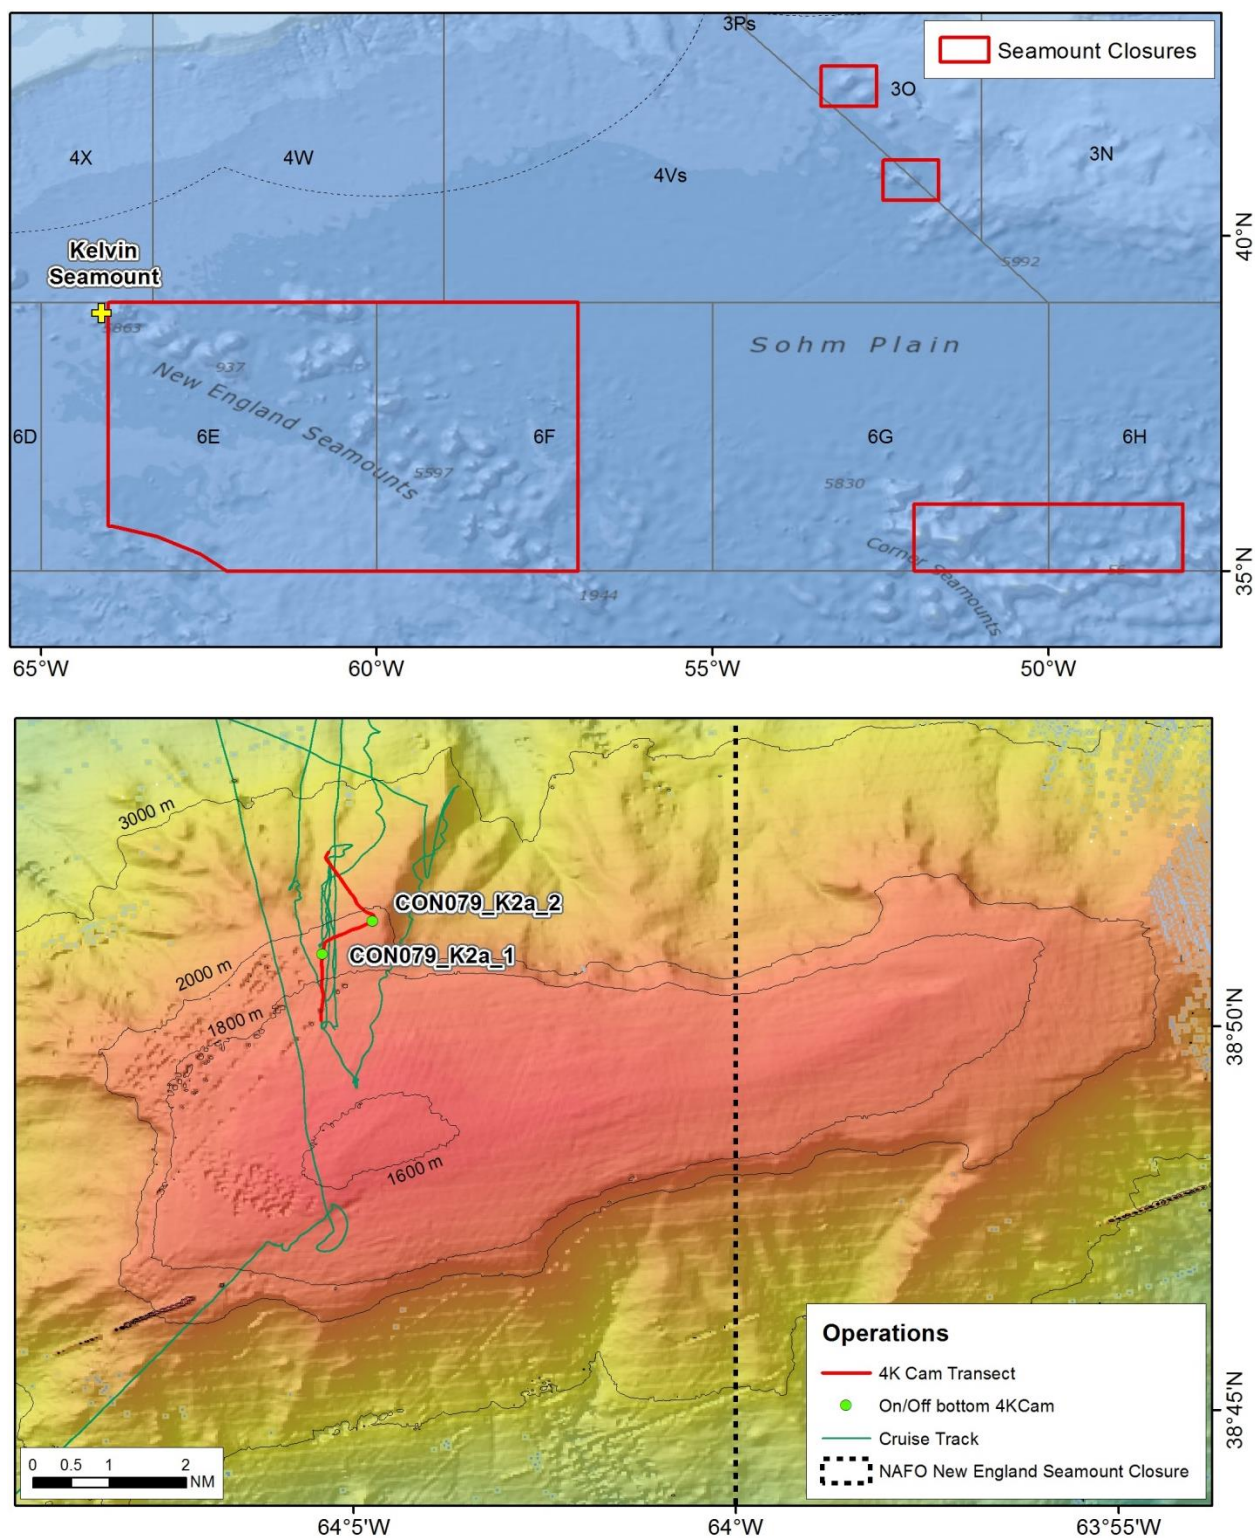 3Ps
Seamount Closures
3O
4X
4W
4Vs
3N
40°N
Kelvin
Seamount
5992
5863
Sohm Plain
937
New England Seamounts
6D
6E
6F
6G
6H
5597
5830
Corner Seamounts
1944
35°N
65°W
60°W
55°W
50°W
3000 m
CON079_K2a_2
CON079_K2a_1
2000 m
1800 m
38°50'N
1600 m
Operations
4K Cam Transect
On/Off bottom 4KCam
Cruise Track
NAFO New England Seamount Closure
38°45'N
0 0.5 1 2
NM
64°5'W
64°W
63°55'W